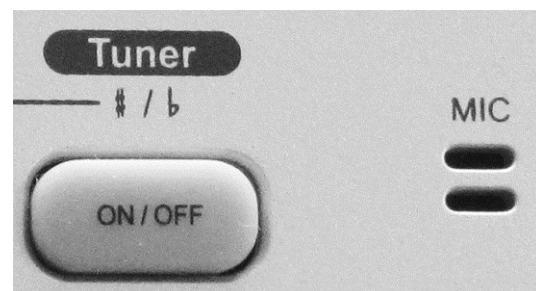 Tuner
♯ / ♭
MIC
ON / OFF